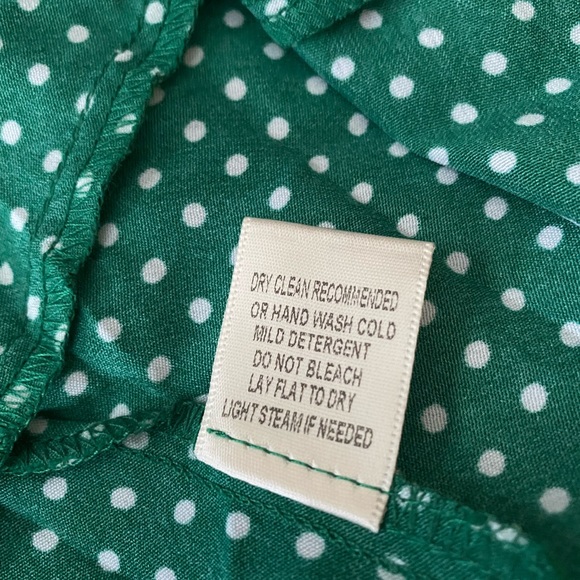 DRY CLEAN RECOMMENDED
OR HAND WASH COLD
MILD DETERGENT
DO NOT BLEACH
LAY FLAT TO DRY
LIGHT STEAM IF NEEDED